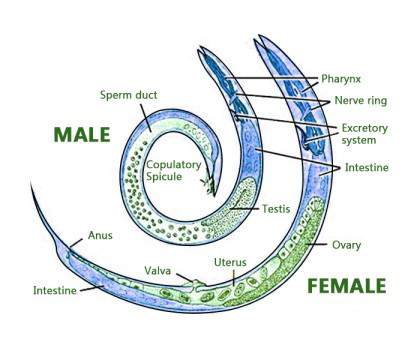 Pharynx
Sperm duct
Nerve ring
MALE
Excretory
system
Copulatory
Spicule
Intestine
Testis
Anus
Ovary
Valva
Uterus
Intestine
FEMALE